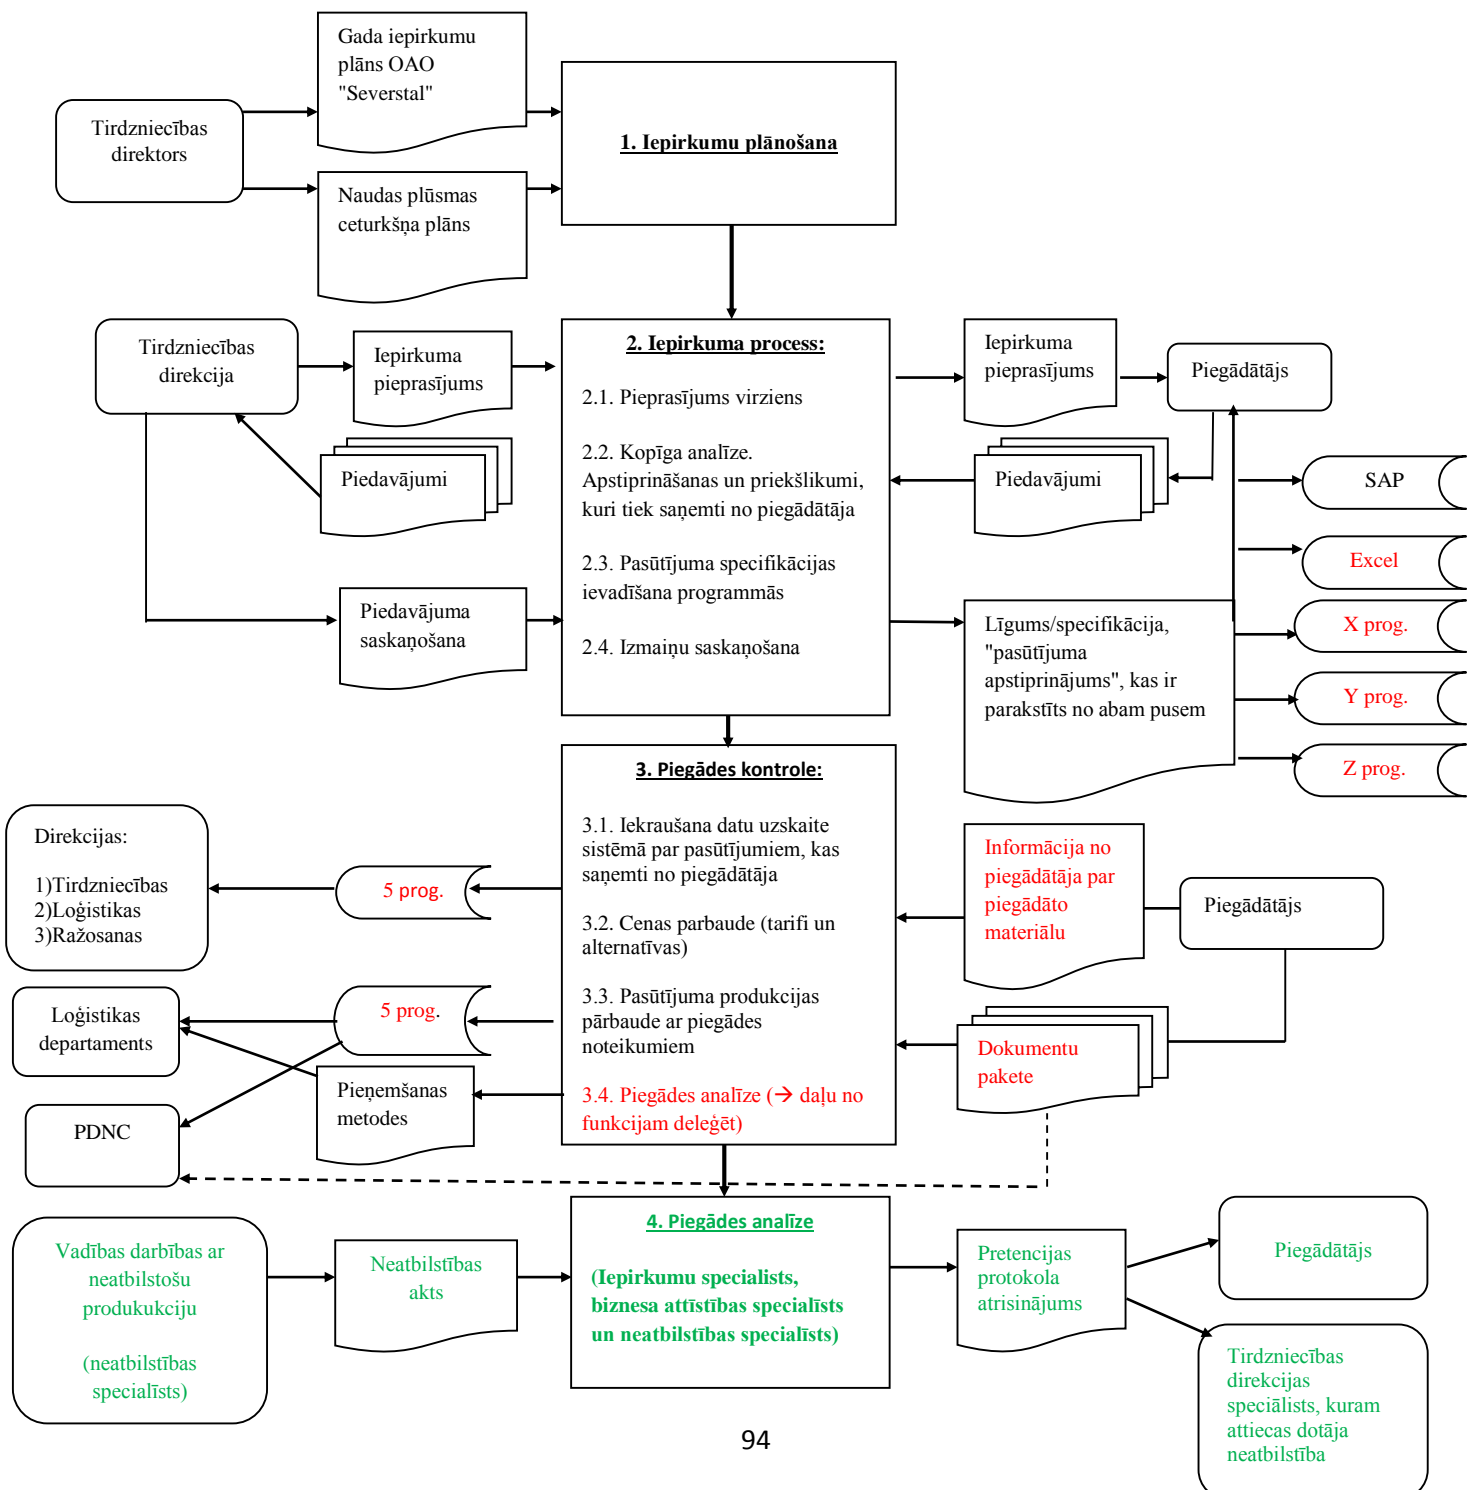 Gada iepirkumu
plāns OAO
"Severstal"
Tirdzniecības
direktors
1. Iepirkumu plānošana
Naudas plūsmas
ceturkšņa plāns
Tirdzniecības
direkcija
Iepirkuma
pieprasījums
Piedavājumi
Piedavājuma
saskaņošana
2. Iepirkuma process:
2.1. Pieprasījums virziens
2.2. Kopīga analīze.
Apstiprināšanas un priekšlikumi,
kuri tiek saņemti no piegādātāja
2.3. Pasūtījuma specifikācijas
ievadīšana programmās
2.4. Izmaiņu saskaņošana
Iepirkuma
pieprasījums
Piegādātājs
Piedavājumi
Līgums/specifikācija,
"pasūtījuma
apstiprinājums", kas ir
parakstīts no abam pusem
SAP
Excel
X prog.
Y prog.
Z prog.
Direkcijas:
1)Tirdzniecības
2)Loģistikas
3)Ražosanas
5 prog.
Loģistikas
departaments
5 prog.
Pieņemšanas
metodes
PDNC
3. Piegādes kontrole:
3.1. Iekraušana datu uzskaite
sistēmā par pasūtījumiem, kas
saņemti no piegādātāja
3.2. Cenas parbaude (tarifi un
alternatīvas)
3.3. Pasūtījuma produkcijas
pārbaude ar piegādes
noteikumiem
3.4. Piegādes analīze (→ daļu no
funkcijam deleģēt)
Informācija no
piegādātāja par
piegādāto
materiālu
Piegādātājs
Dokumentu
pakete
Vadības darbības ar
neatbilstošu
produkukciju
(neatbilstības
specialīsts)
Neatbilstības
akts
4. Piegādes analīze
(Iepirkumu specialists,
biznesa attīstības specialīsts
un neatbilstības specialīsts)
Pretencijas
protokola
atrisinājums
Piegādātājs
Tirdzniecības
direkcijas
speciālists, kuram
attiecas dotāja
neatbilstība
94